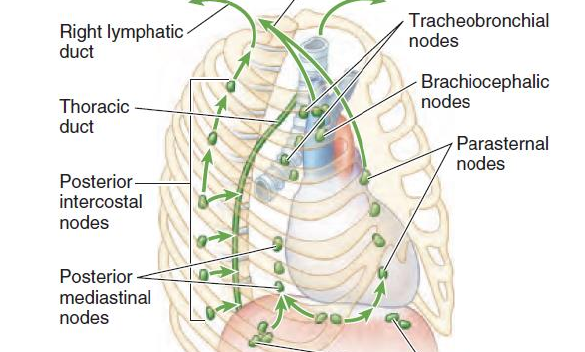 Right lymphatic
duct
Thoracic
duct
Posterior
intercostal
nodes
Posterior
mediastinal
nodes
Tracheobronchial
nodes
Brachiocephalic
nodes
Parasternal
nodes